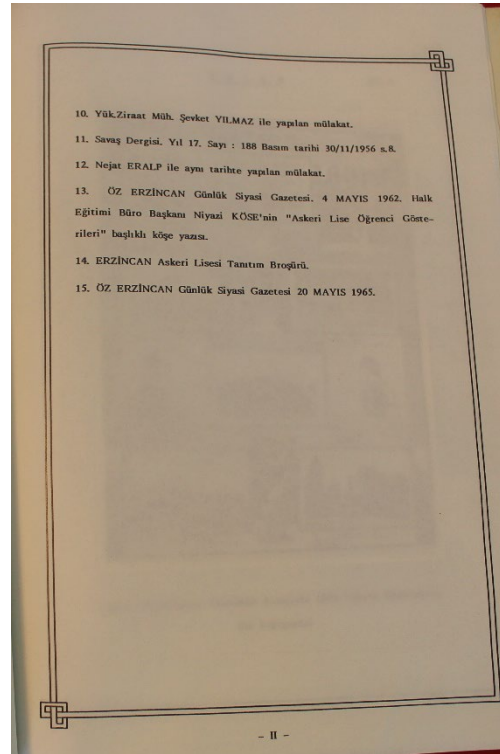 10. Yük.Ziraat Müh. Şevket YILMAZ ile yapılan mülakat.
11. Savaş Dergisi. Yıl 17. Sayı : 188 Basım tarihi 30/11/1956 s.8.
12. Nejat ERALP ile aynı tarihte yapılan mülakat.
13. ÖZ ERZİNCAN Günlük Siyasi Gazetesi. 4 MAYIS 1962. Halk
Eğitimi Büro Başkanı Niyazi KÖSE'nin "Askeri Lise Öğrenci Göste-
rileri" başlıklı köşe yazısı.
14. ERZİNCAN Askeri Lisesi Tanıtım Broşürü.
15. ÖZ ERZİNCAN Günlük Siyasi Gazetesi 20 MAYIS 1965.
- II -